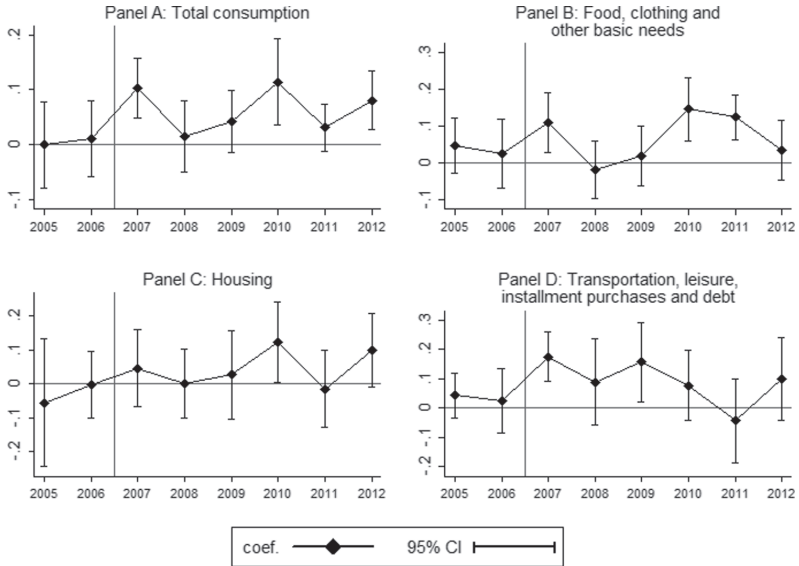 Panel A: Total consumption
.2
.1
0
-.1
2005 2006 2007 2008 2009 2010 2011 2012
Panel B: Food, clothing and
other basic needs
.3
.2
.1
0
-.1
2005 2006 2007 2008 2009 2010 2011 2012
Panel C: Housing
.2
.1
0
-.1
-.2
2005 2006 2007 2008 2009 2010 2011 2012
Panel D: Transportation, leisure,
installment purchases and debt
.3
.2
.1
0
-.1
-.2
2005 2006 2007 2008 2009 2010 2011 2012
coef. 95% CI